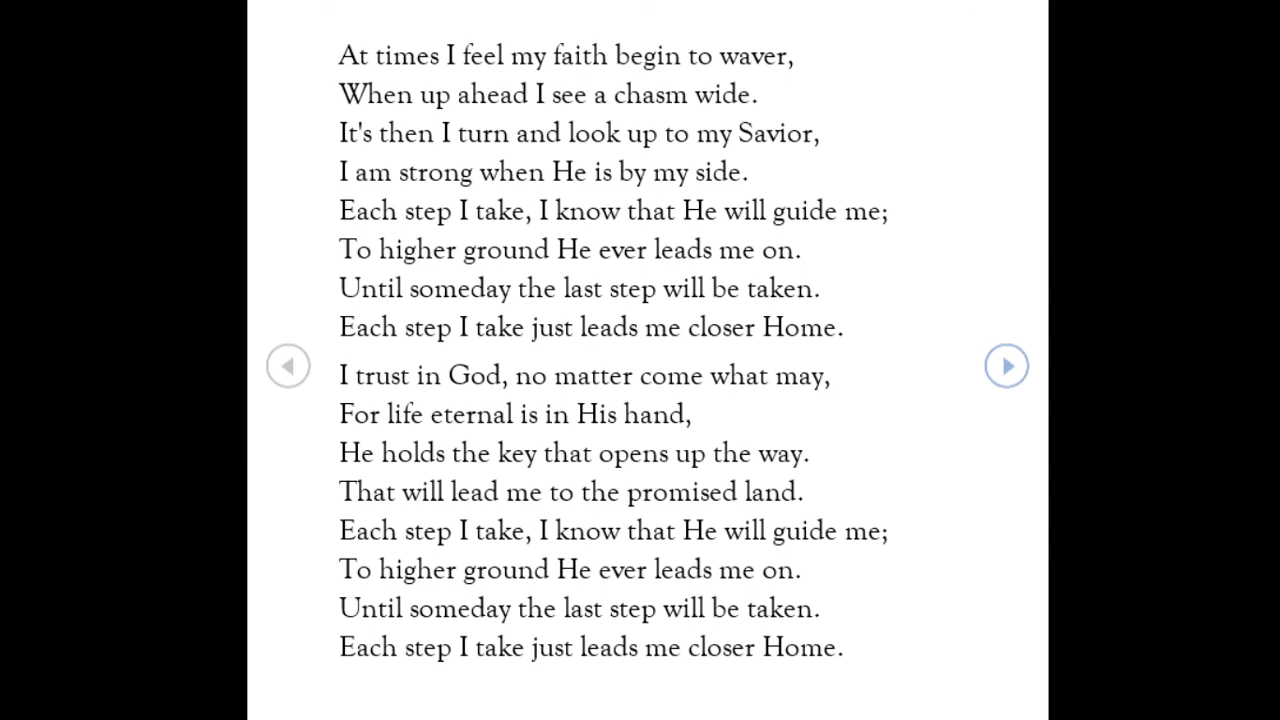 At times I feel my faith begin to waver,
When up ahead I see a chasm wide.
It's then I turn and look up to my Savior,
I am strong when He is by my side.
Each step I take, I know that He will guide me;
To higher ground He ever leads me on.
Until someday the last step will be taken.
Each step I take just leads me closer Home.
I trust in God, no matter come what may,
For life eternal is in His hand,
He holds the key that opens up the way.
That will lead me to the promised land.
Each step I take, I know that He will guide me;
To higher ground He ever leads me on.
Until someday the last step will be taken.
Each step I take just leads me closer Home.